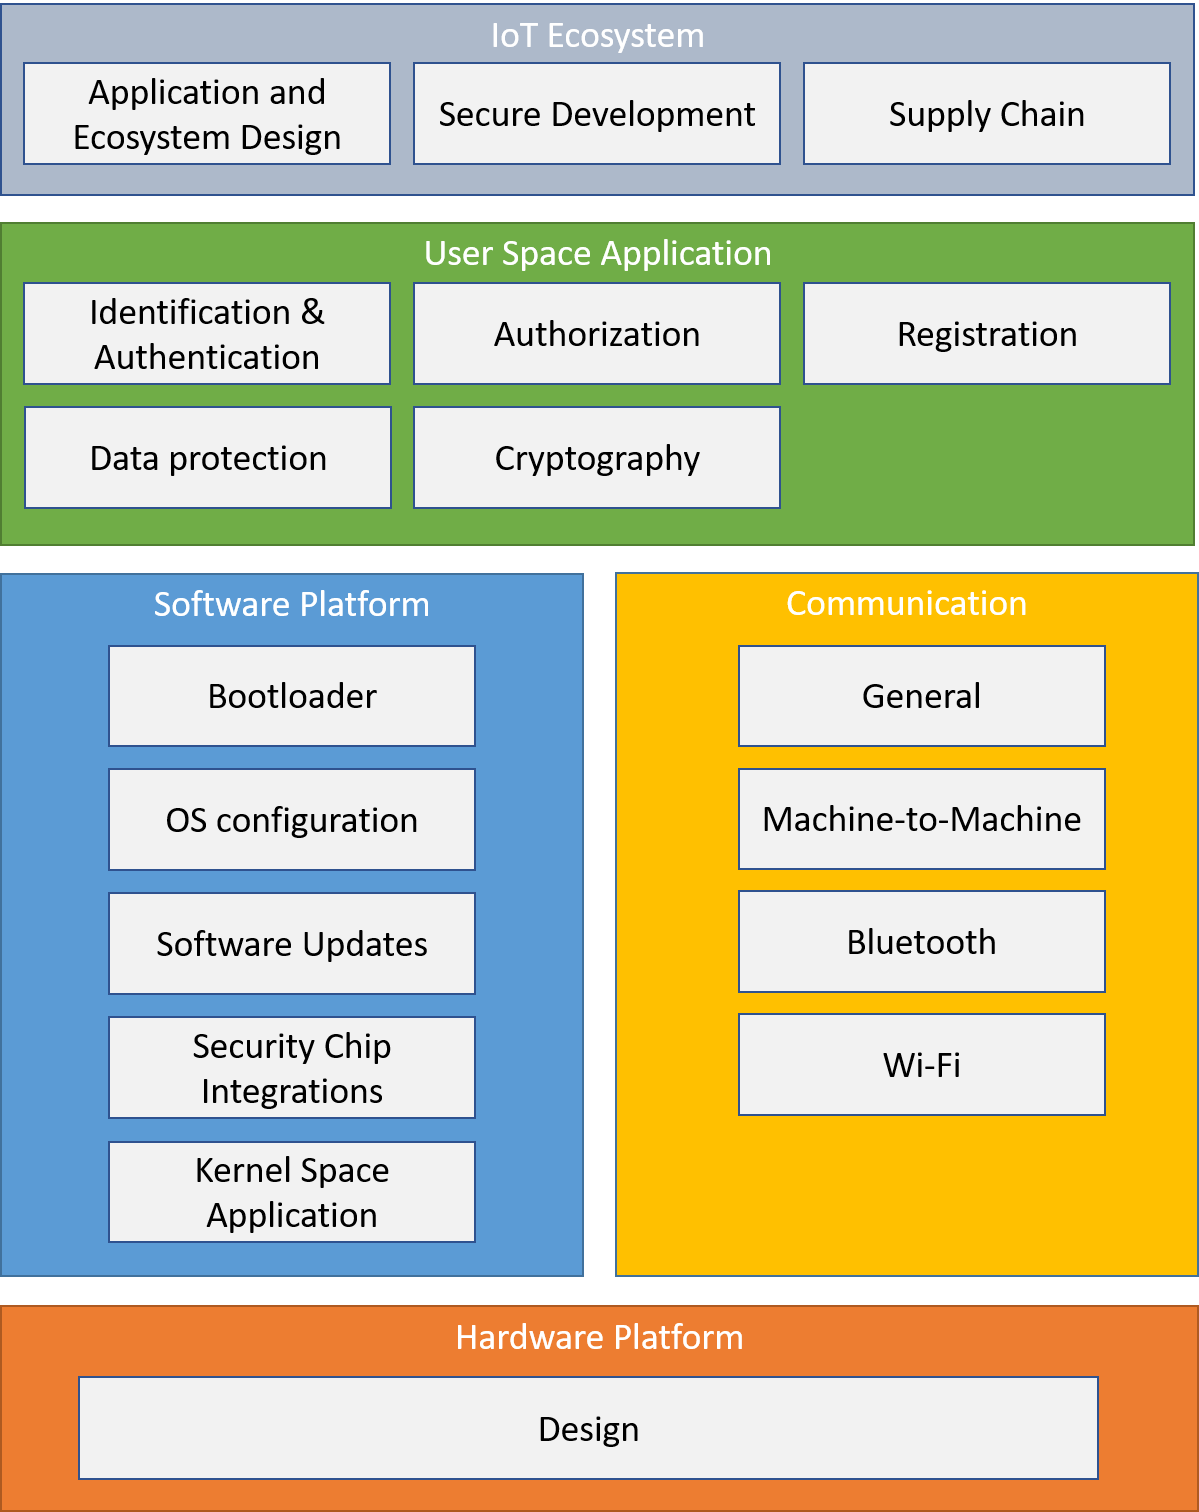 IoT Ecosystem
Application and
Ecosystem Design
Secure Development
Supply Chain
User Space Application
Identification &
Authentication
Authorization
Registration
Data protection
Cryptography
Software Platform
Bootloader
OS configuration
Software Updates
Security Chip
Integrations
Kernel Space
Application
Communication
General
Machine-to-Machine
Bluetooth
Wi-Fi
Hardware Platform
Design